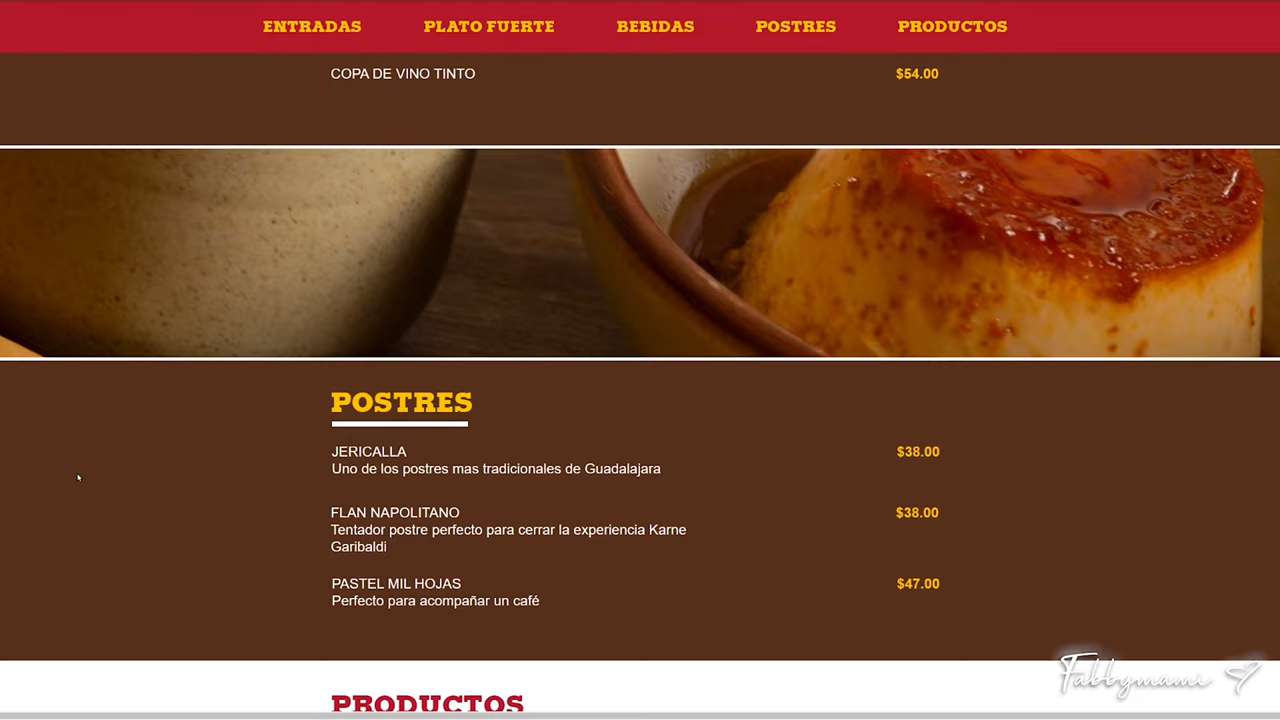 ENTRADAS PLATO FUERTE BEBIDAS POSTRES PRODUCTOS
COPA DE VINO TINTO $54.00
POSTRES
JERICALLA $38.00
Uno de los postres mas tradicionales de Guadalajara
FLAN NAPOLITANO $38.00
Tentador postre perfecto para cerrar la experiencia Karne
Garibaldi
PASTEL MIL HOJAS $47.00
Perfecto para acompañar un café
Fabbymami
PRODUCTOS